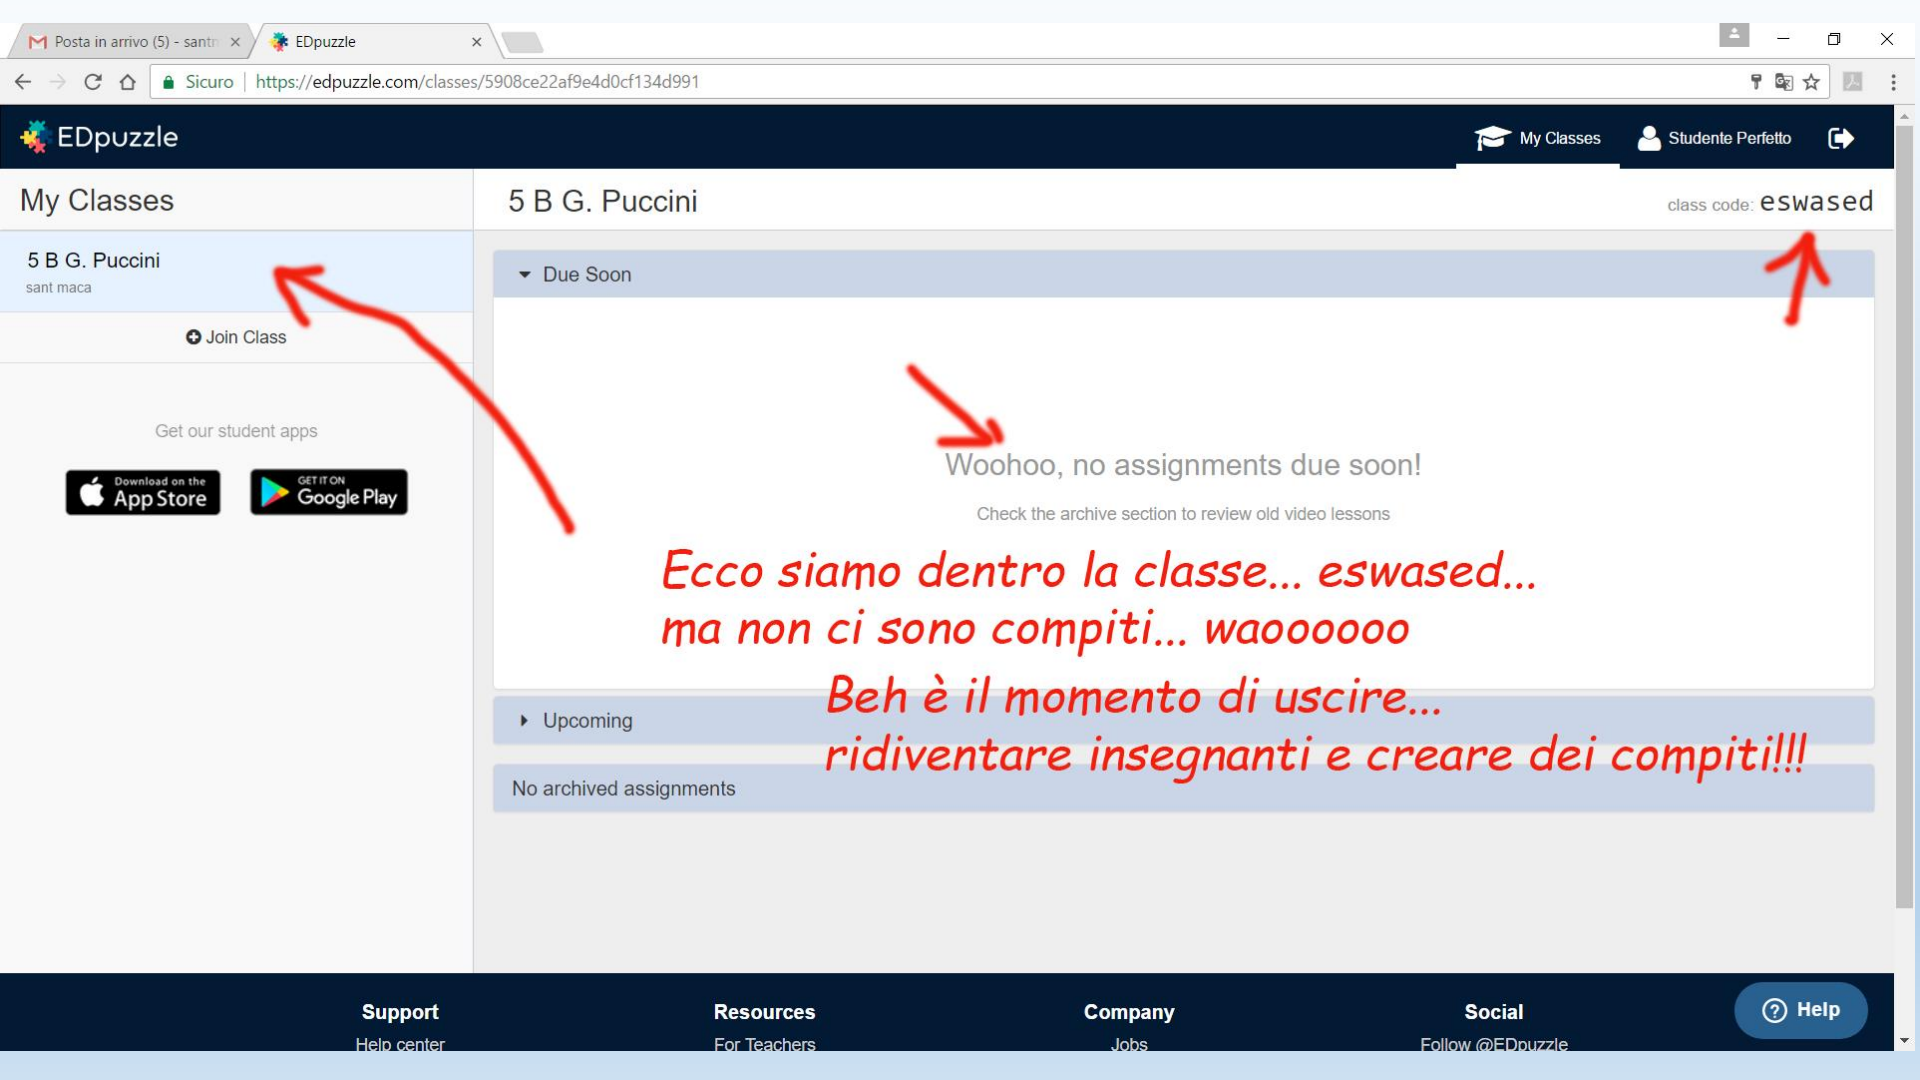 Posta in arrivo (5) - santm
EDpuzzle
Sicuro | https://edpuzzle.com/classes/5908ce22af9e4d0cf134d991
EDpuzzle
My Classes
Studente Perfetto
My Classes
5 B G. Puccini
class code: eswased
5 B G. Puccini
sant maca
Join Class
Get our student apps
Download on the
App Store
GET IT ON
Google Play
Due Soon
Woohoo, no assignments due soon!
Check the archive section to review old video lessons
Ecco siamo dentro la classe... eswased...
ma non ci sono compiti... waoooooo
Beh è il momento di uscire...
ridiventare insegnanti e creare dei compiti!!!
Upcoming
No archived assignments
Support
Resources
Company
Social
Help center
For Teachers
Jobs
Follow @EDpuzzle
Help